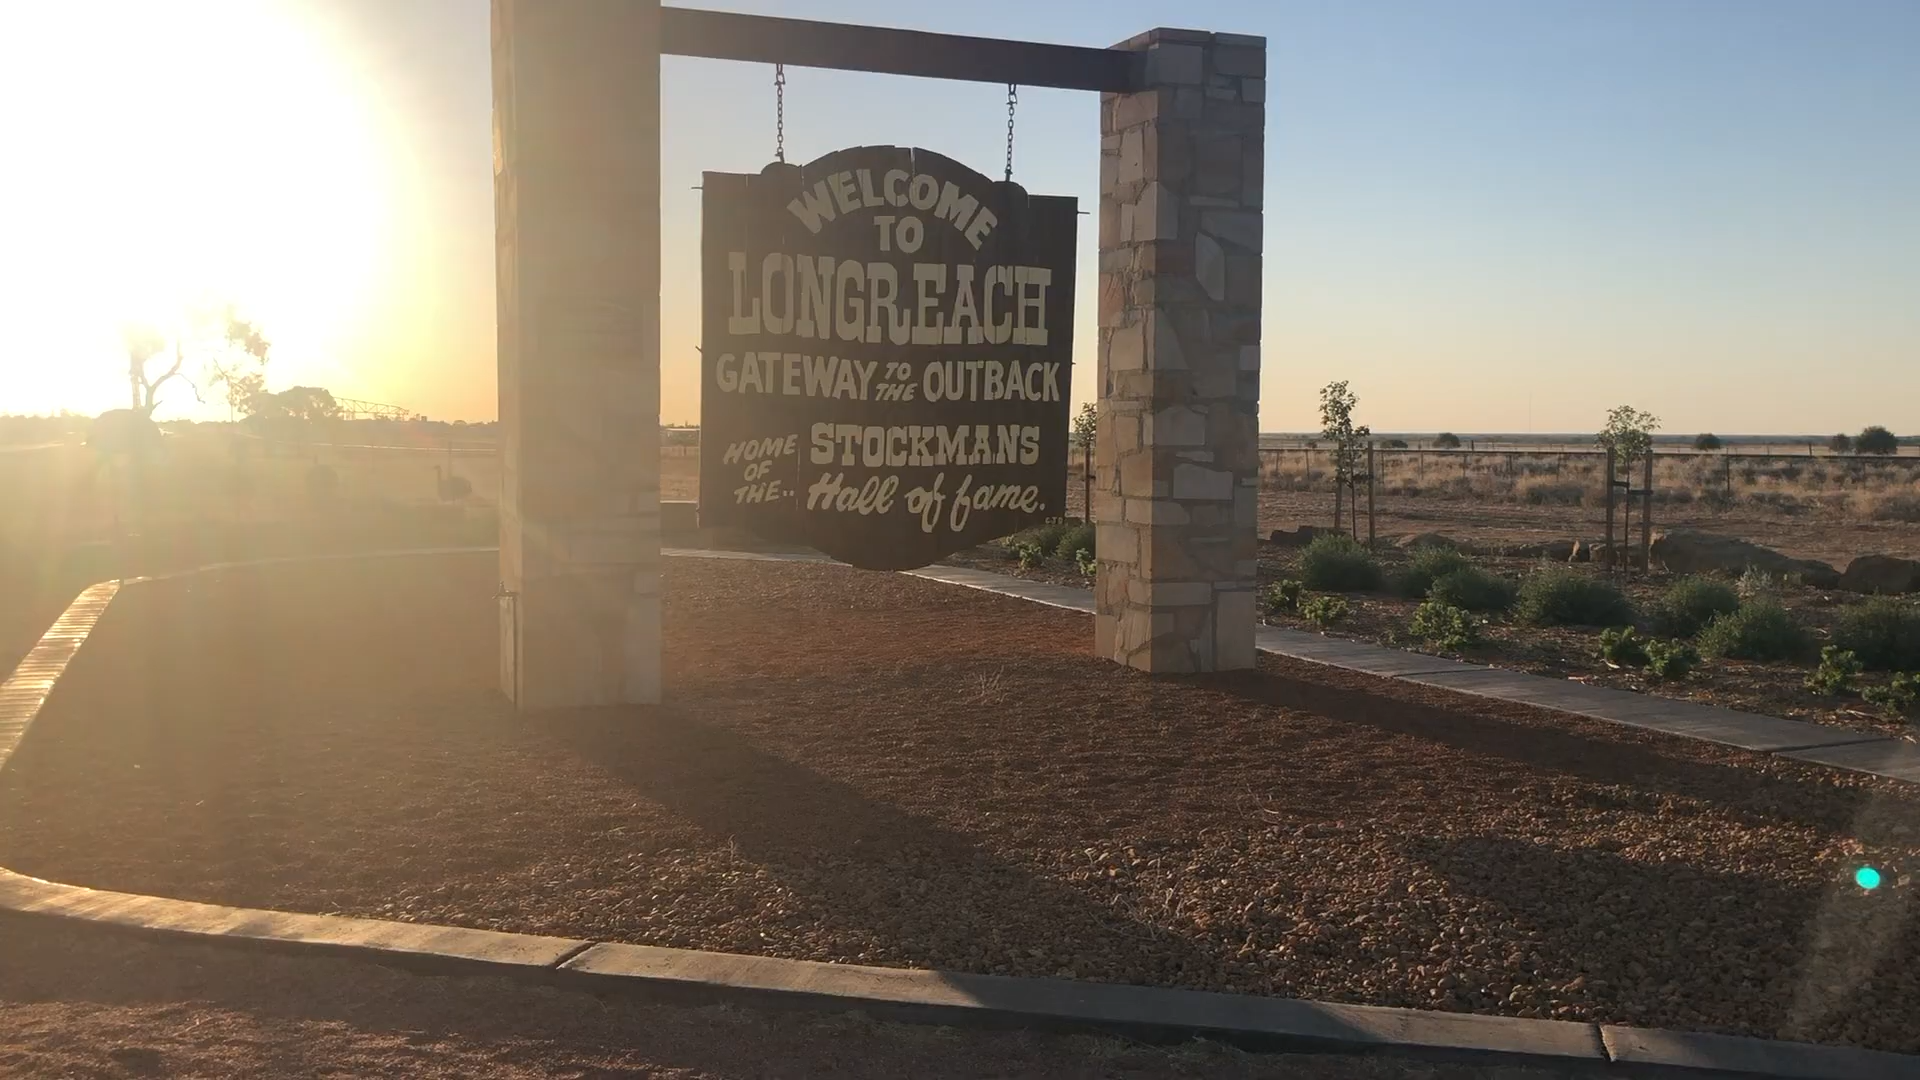 WELCOME
TO
LONGREACH
GATEWAY TO THE OUTBACK
HOME OF THE.. STOCKMANS
Hall of fame.